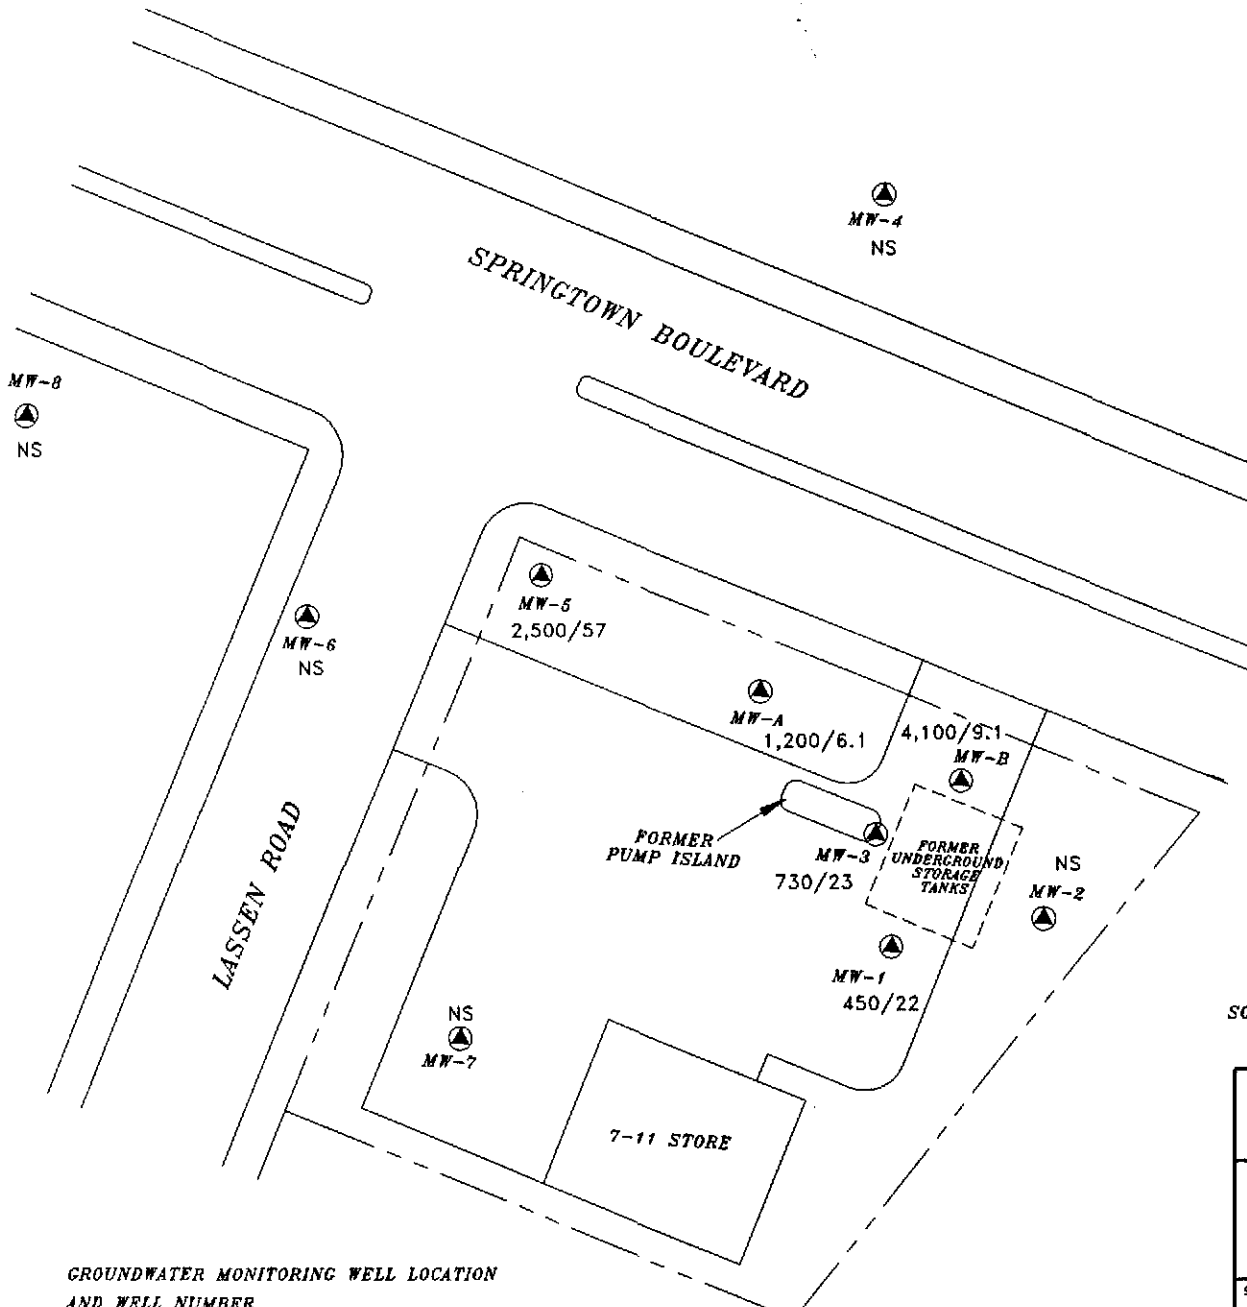 MW-4
NS
SPRINGTOWN BOULEVARD
MW-8
NS
MW-5
2,500/57
MW-6
NS
MW-A
1,200/6.1
4,100/9.1
MW-B
FORMER
PUMP ISLAND
MW-3
730/23
FORMER
UNDERGROUND
STORAGE
TANKS
NS
MW-2
LASSEN ROAD
MW-1
450/22
NS
MW-7
7-11 STORE
GROUNDWATER MONITORING WELL LOCATION
AND WELL NUMBER